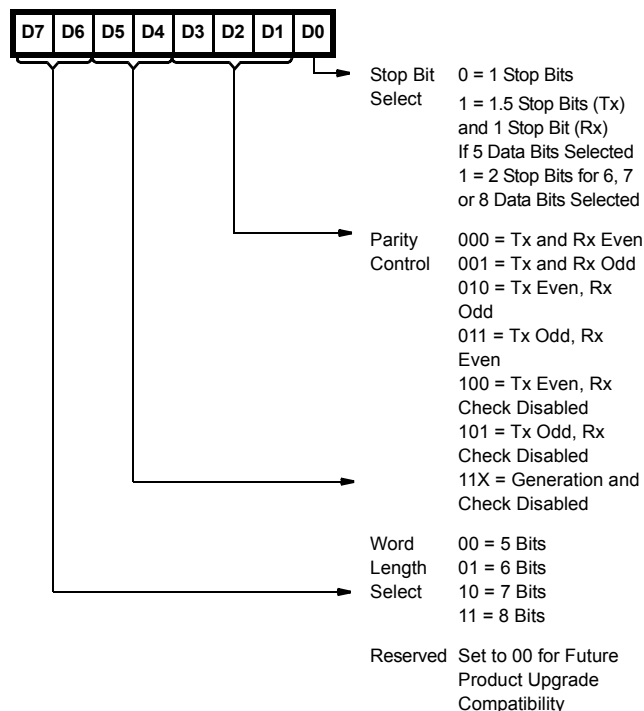 D7 D6 D5 D4 D3 D2 D1 D0
Stop Bit 0 = 1 Stop Bits
Select 1 = 1.5 Stop Bits (Tx)
and 1 Stop Bit (Rx)
If 5 Data Bits Selected
1 = 2 Stop Bits for 6, 7
or 8 Data Bits Selected
Parity 000 = Tx and Rx Even
Control 001 = Tx and Rx Odd
010 = Tx Even, Rx
Odd
011 = Tx Odd, Rx
Even
100 = Tx Even, Rx
Check Disabled
101 = Tx Odd, Rx
Check Disabled
11X = Generation and
Check Disabled
Word 00 = 5 Bits
Length 01 = 6 Bits
Select 10 = 7 Bits
11 = 8 Bits
Reserved Set to 00 for Future
Product Upgrade
Compatibility